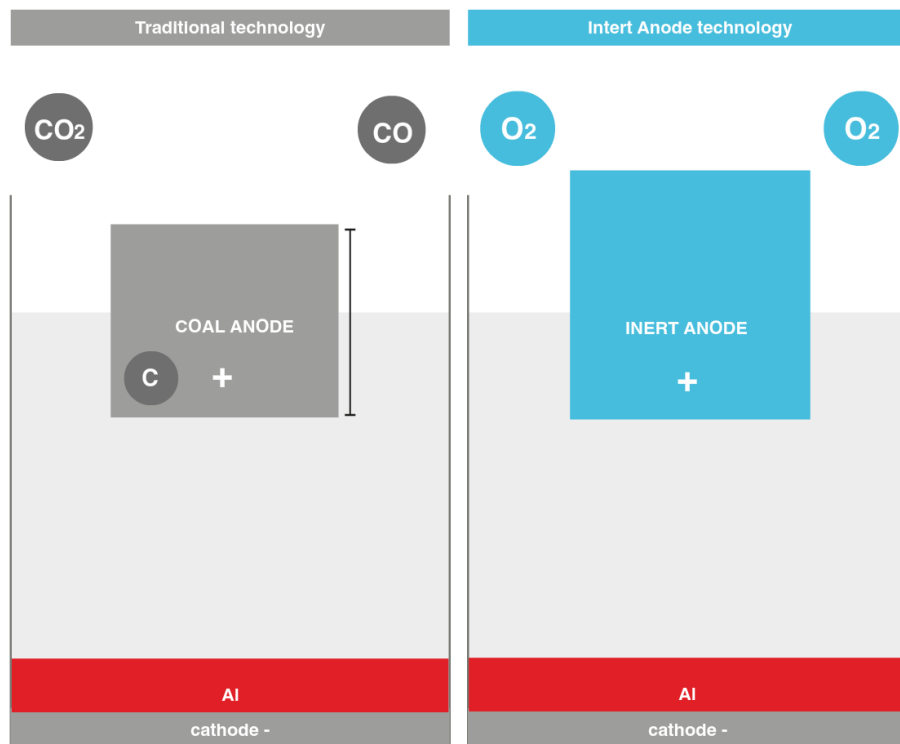 Traditional technology
Intert Anode technology
CO2
CO
O2
O2
COAL ANODE
C
+
INERT ANODE
+
Al
cathode -
Al
cathode -